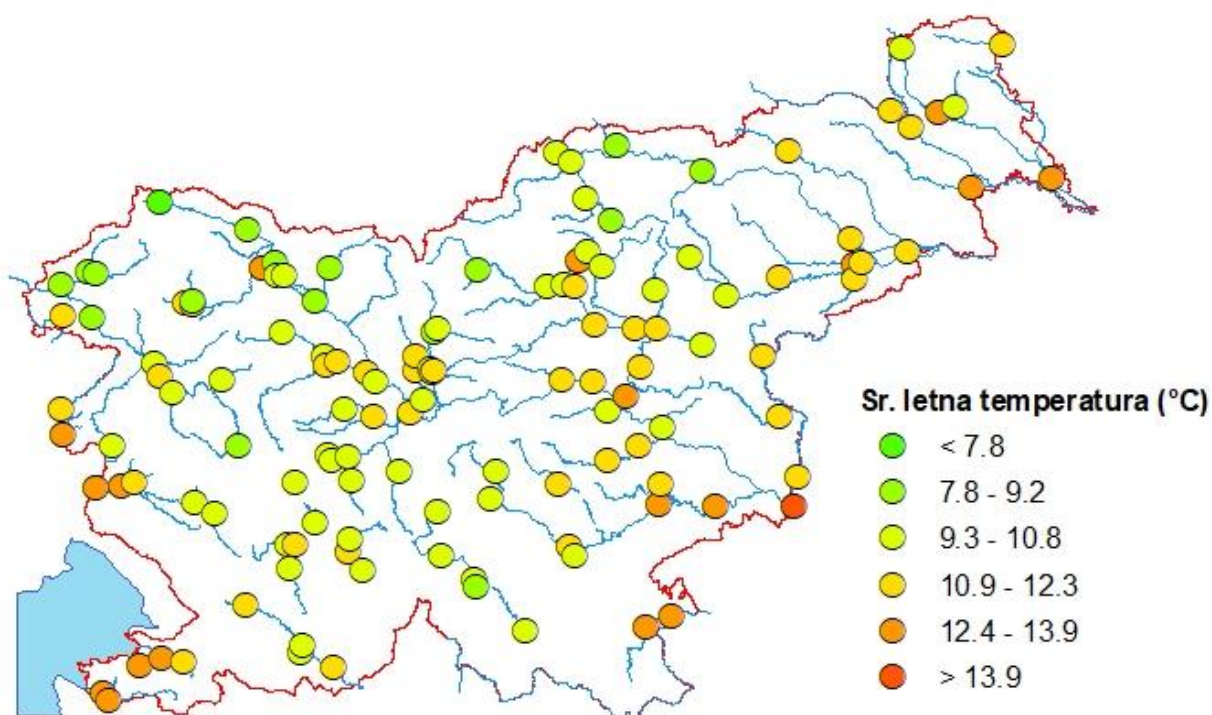 Sr. letna temperatura (°C)
< 7.8
7.8 - 9.2
9.3 - 10.8
10.9 - 12.3
12.4 - 13.9
> 13.9